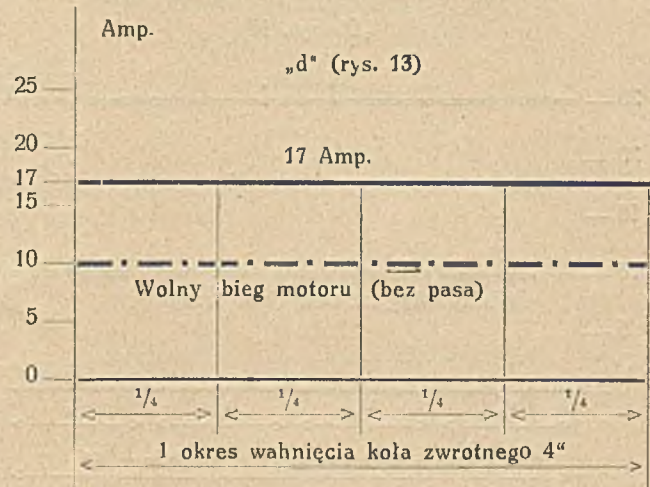 Amp.
„d“ (rys. 13)
25
20
17 Amp.
17
15
10
Wolny bieg motoru (bez pasa)
5
0
1/4 1/4 1/4 1/4
1 okres wahnięcia koła zwrotnego 4“